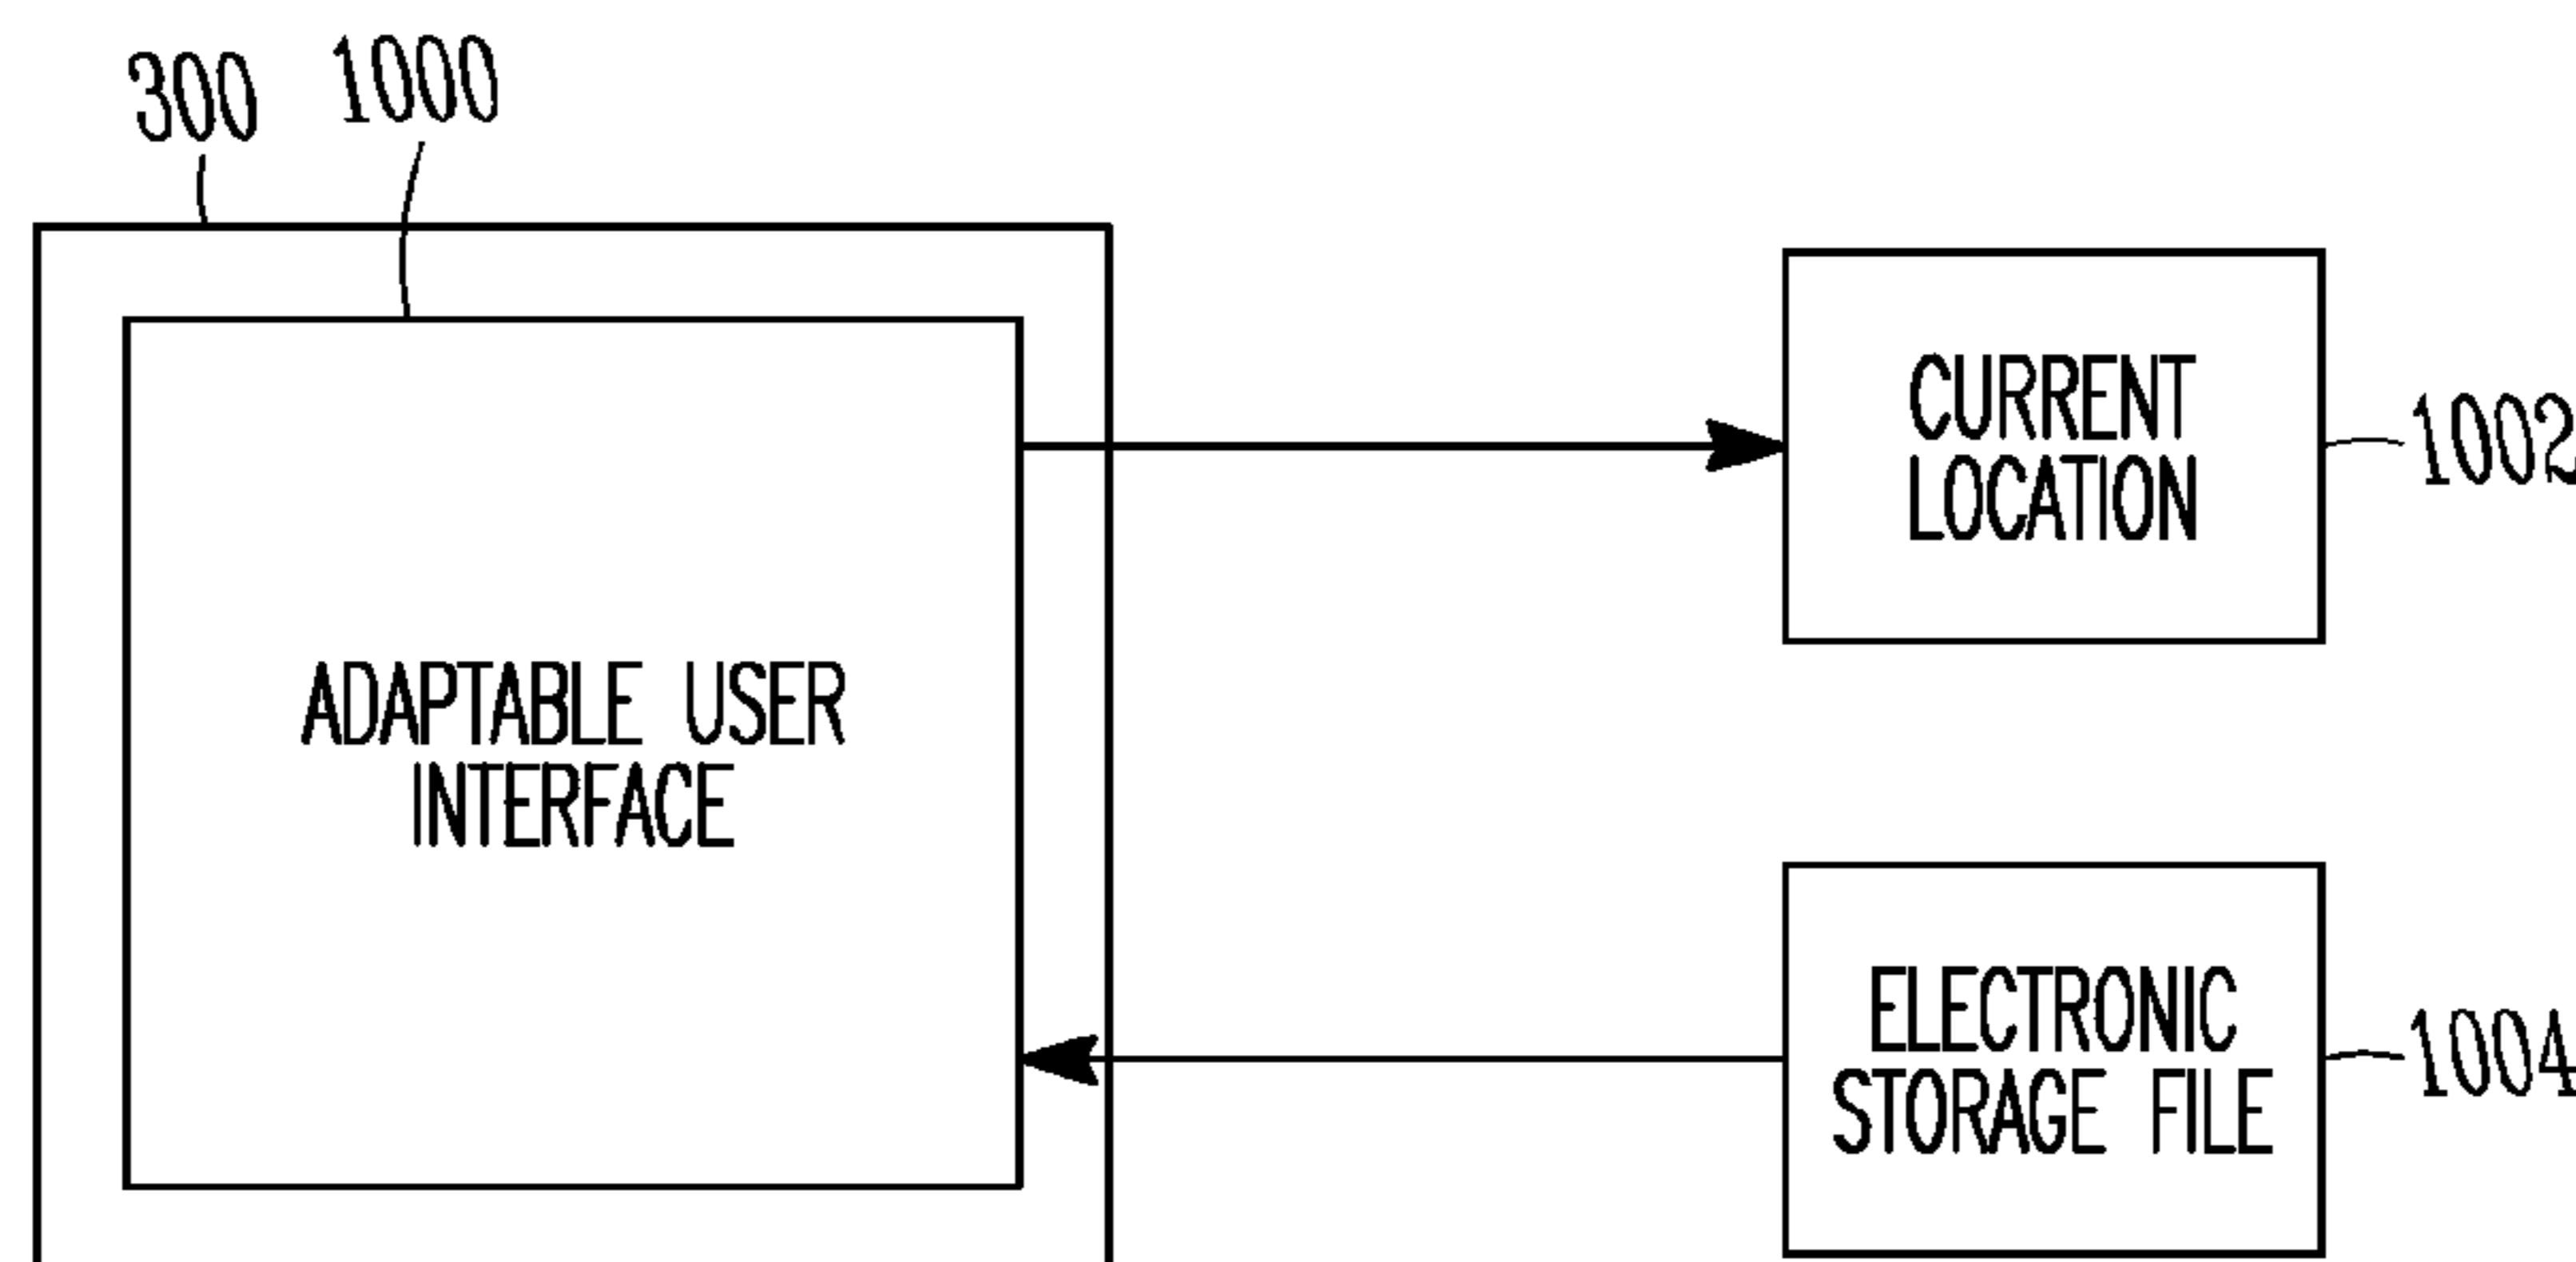 300
1000
CURRENT
LOCATION
1002
ADAPTABLE USER
INTERFACE
ELECTRONIC
STORAGE FILE
1004